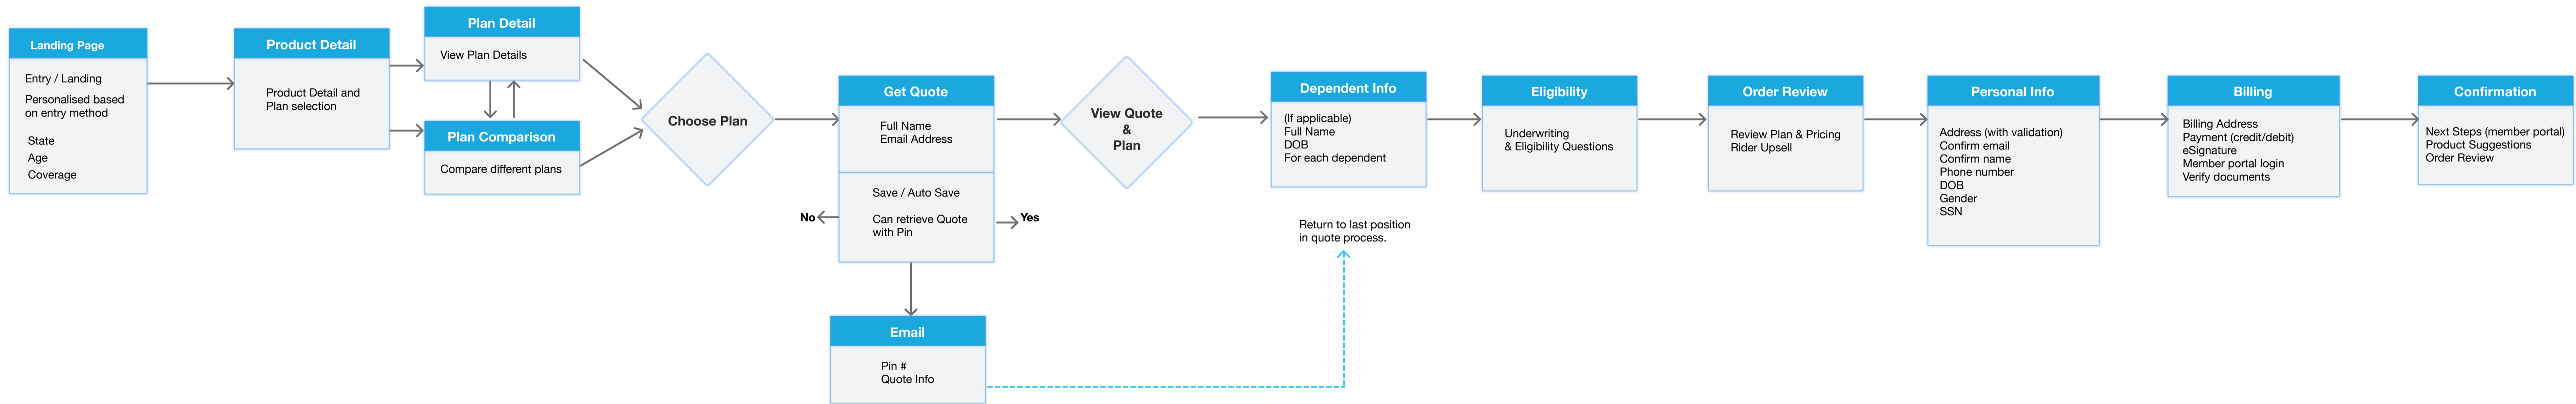 Landing Page
Entry / Landing
Personalised based
on entry method
State
Age
Coverage
Product Detail
Product Detail and
Plan selection
Plan Detail
View Plan Details
Plan Comparison
Compare different plans
Choose Plan
Get Quote
Full Name
Email Address
Save / Auto Save
Can retrieve Quote
with Pin
No
Yes
Email
Pin #
Quote Info
View Quote
&
Plan
Dependent Info
(If applicable)
Full Name
DOB
For each dependent
Return to last position
in quote process.
Eligibility
Underwriting
& Eligibility Questions
Order Review
Review Plan & Pricing
Rider Upsell
Personal Info
Address (with validation)
Confirm email
Confirm name
Phone number
DOB
Gender
SSN
Billing
Billing Address
Payment (credit/debit)
eSignature
Member portal login
Verify documents
Confirmation
Next Steps (member portal)
Product Suggestions
Order Review